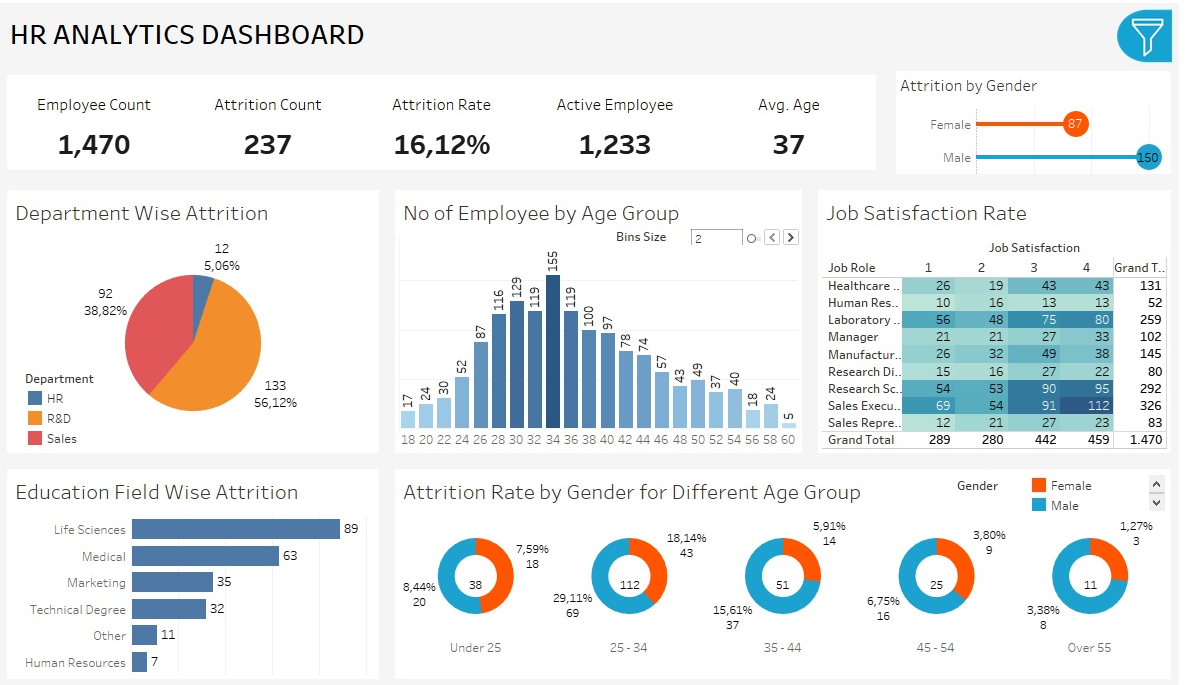 HR ANALYTICS DASHBOARD
Employee Count Attrition Count Attrition Rate Active Employee Avg. Age
1,470 237 16,12% 1,233 37
Attrition by Gender
Female 87
Male 150
Department Wise Attrition
12
5,06%
92
38,82%
133
56,12%
Department
HR
R&D
Sales
No of Employee by Age Group
Bins Size 2
17 24 30 52 87 116 129 119 155 119 100 97 78 74 57 43 49 37 40 18 24 5
18 20 22 24 26 28 30 32 34 36 38 40 42 44 46 48 50 52 54 56 58 60
Job Satisfaction Rate
Job Satisfaction
Job Role 1 2 3 4 Grand T..
Healthcare .. 26 19 43 43 131
Human Res.. 10 16 13 13 52
Laboratory .. 56 48 75 80 259
Manager 21 21 27 33 102
Manufactur.. 26 32 49 38 145
Research Di.. 15 16 27 22 80
Research Sc.. 54 53 90 95 292
Sales Execu.. 69 54 91 112 326
Sales Repre.. 12 21 27 23 83
Grand Total 289 280 442 459 1.470
Education Field Wise Attrition
Life Sciences 89
Medical 63
Marketing 35
Technical Degree 32
Other 11
Human Resources 7
Attrition Rate by Gender for Different Age Group
Gender
Female
Male
7,59%
18
38
8,44%
20
Under 25
18,14%
43
112
29,11%
69
25 - 34
5,91%
14
51
15,61%
37
35 - 44
3,80%
9
25
6,75%
16
45 - 54
1,27%
3
11
3,38%
8
Over 55